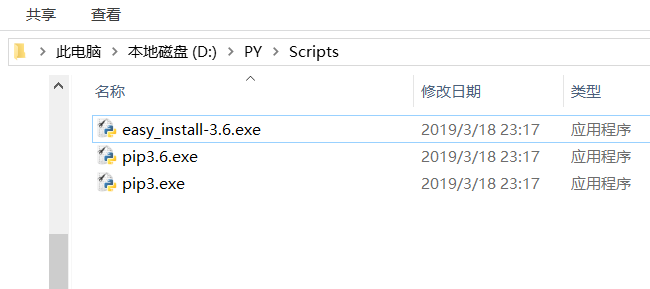 共享 查看
此电脑 本地磁盘 (D:) PY Scripts
名称 修改日期 类型
easy_install-3.6.exe 2019/3/18 23:17 应用程序
pip3.6.exe 2019/3/18 23:17 应用程序
pip3.exe 2019/3/18 23:17 应用程序